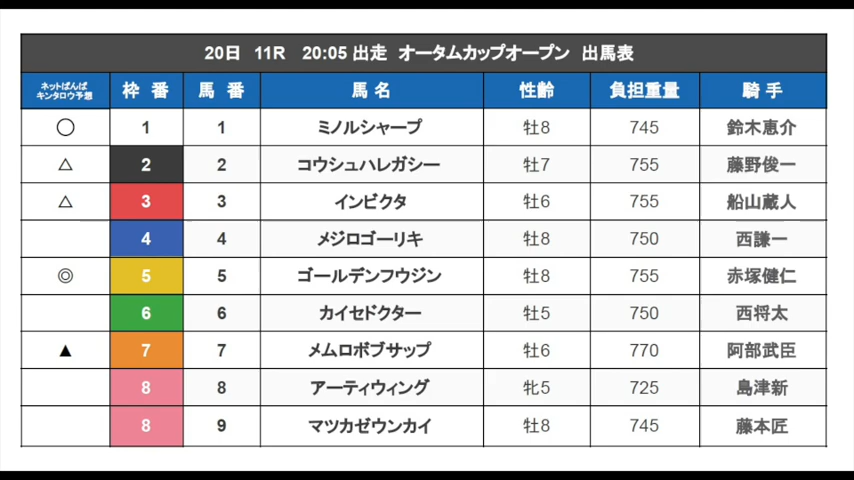 20日 11R 20:05 出走 オータムカップオープン 出馬表
ネットばんば
キンタロウ予想 枠番 馬番 馬名 性齢 負担重量 騎手
◯ 1 1 ミノルシャープ 牡8 745 鈴木恵介
△ 2 2 コウシュハレガシー 牡7 755 藤野俊一
△ 3 3 インビクタ 牡6 755 船山蔵人
4 4 メジロゴーリキ 牡8 750 西謙一
◎ 5 5 ゴールデンフウジン 牡8 755 赤塚健仁
6 6 カイセドクター 牡5 750 西将太
▲ 7 7 メムロボブサップ 牡6 770 阿部武臣
8 8 アーティウィング 牝5 725 島津新
8 9 マツカゼウンカイ 牡8 745 藤本匠